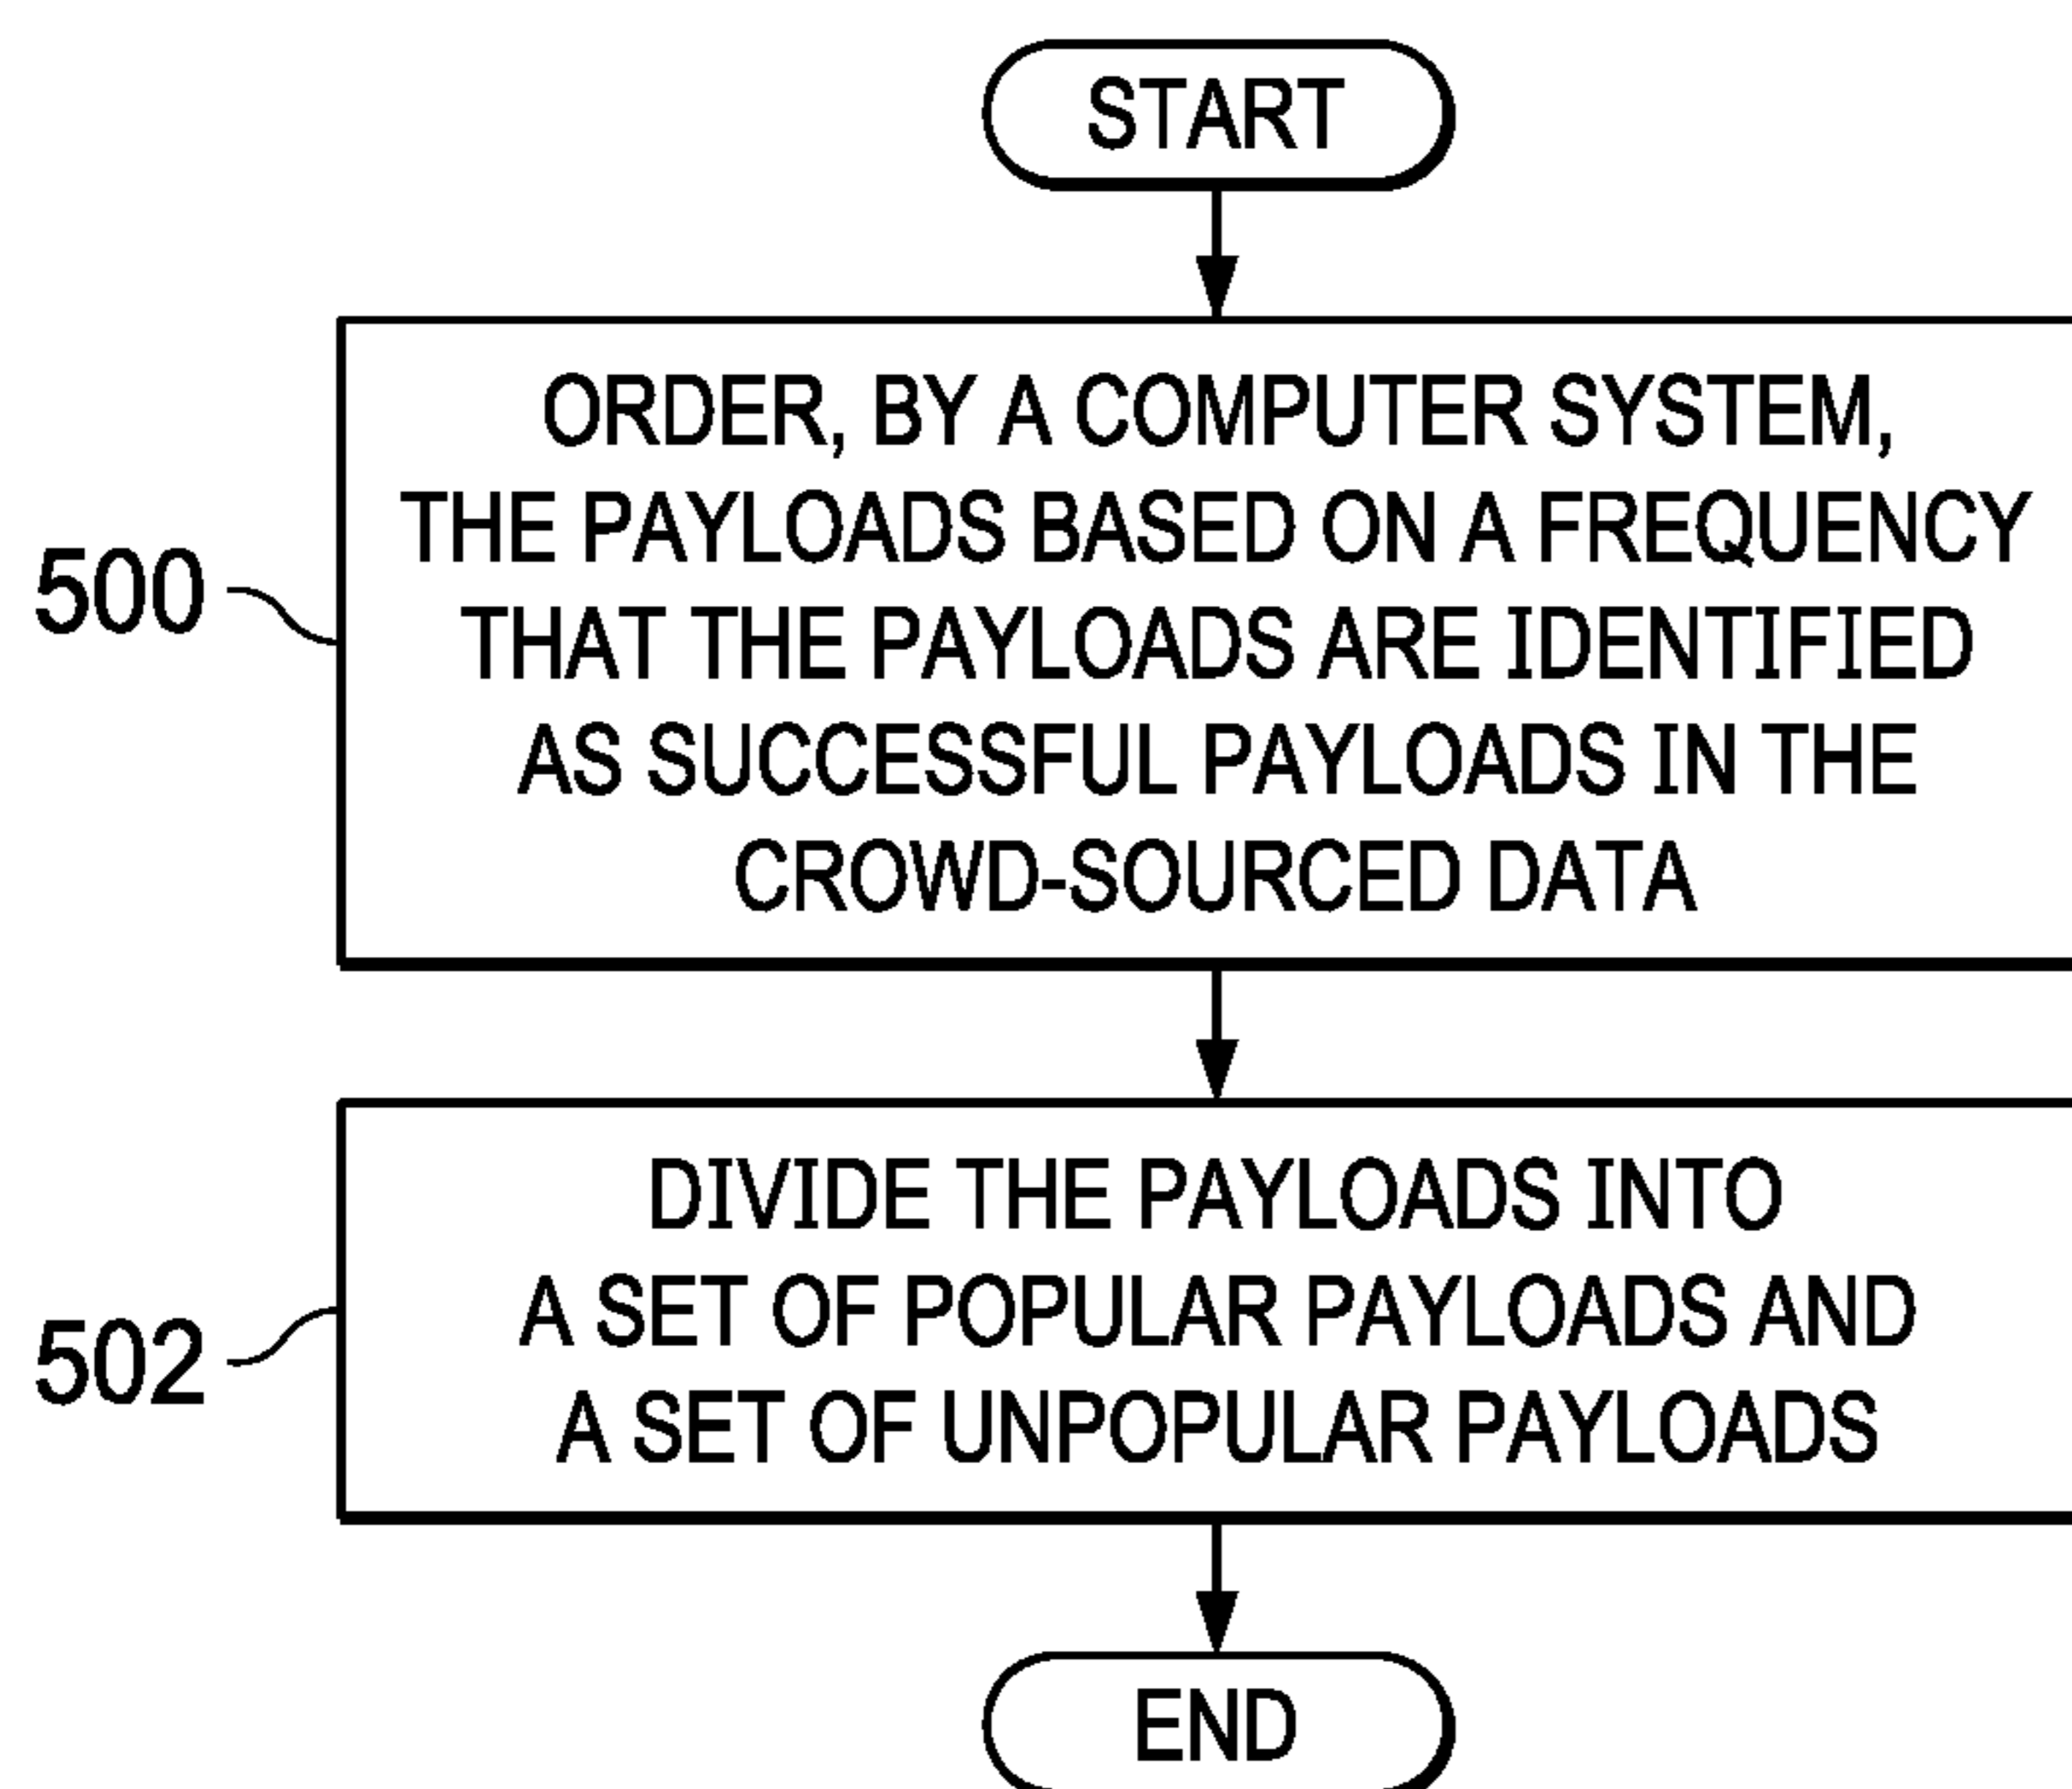 START
ORDER, BY A COMPUTER SYSTEM,
THE PAYLOADS BASED ON A FREQUENCY
THAT THE PAYLOADS ARE IDENTIFIED
AS SUCCESSFUL PAYLOADS IN THE
CROWD-SOURCED DATA
500
DIVIDE THE PAYLOADS INTO
A SET OF POPULAR PAYLOADS AND
A SET OF UNPOPULAR PAYLOADS
502
END